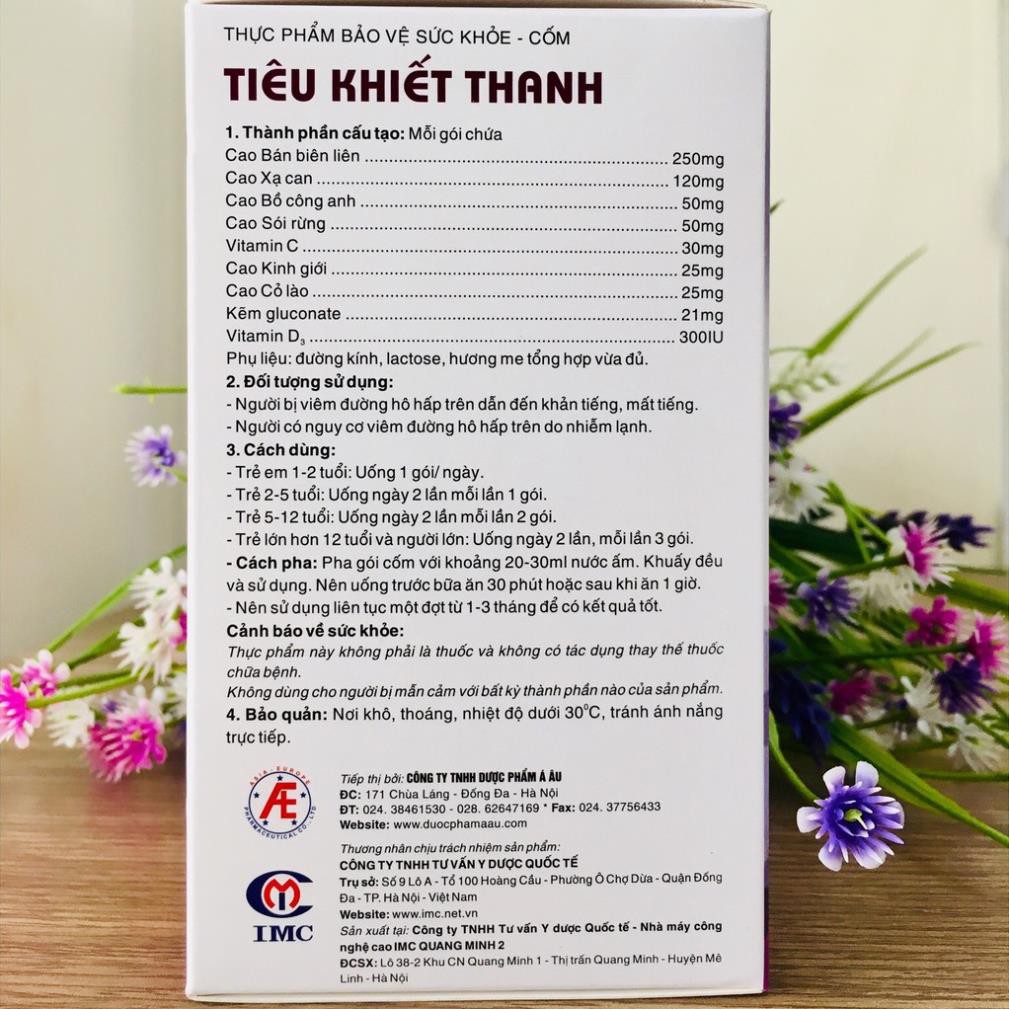 THỰC PHẨM BẢO VỆ SỨC KHỎE - CỐM
TIÊU KHIẾT THANH
1. Thành phần cấu tạo: Mỗi gói chứa
Cao Bán biên liên ........ 250mg
Cao Xạ can ........ 120mg
Cao Bồ công anh ........ 50mg
Cao Sói rừng ........ 50mg
Vitamin C ........ 30mg
Cao Kinh giới ........ 25mg
Cao Cỏ lào ........ 25mg
Kẽm gluconate ........ 21mg
Vitamin D₃ ........ 300IU
Phụ liệu: đường kính, lactose, hương me tổng hợp vừa đủ.
2. Đối tượng sử dụng:
- Người bị viêm đường hô hấp trên dẫn đến khản tiếng, mất tiếng.
- Người có nguy cơ viêm đường hô hấp trên do nhiễm lạnh.
3. Cách dùng:
- Trẻ em 1-2 tuổi: Uống 1 gói/ ngày.
- Trẻ 2-5 tuổi: Uống ngày 2 lần mỗi lần 1 gói.
- Trẻ 5-12 tuổi: Uống ngày 2 lần mỗi lần 2 gói.
- Trẻ lớn hơn 12 tuổi và người lớn: Uống ngày 2 lần, mỗi lần 3 gói.
- Cách pha: Pha gói cốm với khoảng 20-30ml nước ấm. Khuấy đều
và sử dụng. Nên uống trước bữa ăn 30 phút hoặc sau khi ăn 1 giờ.
- Nên sử dụng liên tục một đợt từ 1-3 tháng để có kết quả tốt.
Cảnh báo về sức khỏe:
Thực phẩm này không phải là thuốc và không có tác dụng thay thế thuốc
chữa bệnh.
Không dùng cho người bị mẫn cảm với bất kỳ thành phần nào của sản phẩm.
4. Bảo quản: Nơi khô, thoáng, nhiệt độ dưới 30⁰C, tránh ánh nắng
trực tiếp.
ASIA - EUROPE
AE
PHARMACEUTICAL CO., LTD
Tiếp thị bởi: CÔNG TY TNHH DƯỢC PHẨM Á ÂU
ĐC: 171 Chùa Láng - Đống Đa - Hà Nội
ĐT: 024. 38461530 - 028. 62647169 * Fax: 024. 37756433
Website: www.duocphamaau.com
Thương nhân chịu trách nhiệm sản phẩm:
CÔNG TY TNHH TƯ VẤN Y DƯỢC QUỐC TẾ
Trụ sở: Số 9 Lô A - Tổ 100 Hoàng Cầu - Phường Ô Chợ Dừa - Quận Đống
Đa - TP. Hà Nội - Việt Nam
Website: www.imc.net.vn
IMC
Sản xuất tại: Công ty TNHH Tư vấn Y dược Quốc tế - Nhà máy công
nghệ cao IMC QUANG MINH 2
ĐCSX: Lô 38-2 Khu CN Quang Minh 1 - Thị trấn Quang Minh - Huyện Mê
Linh - Hà Nội